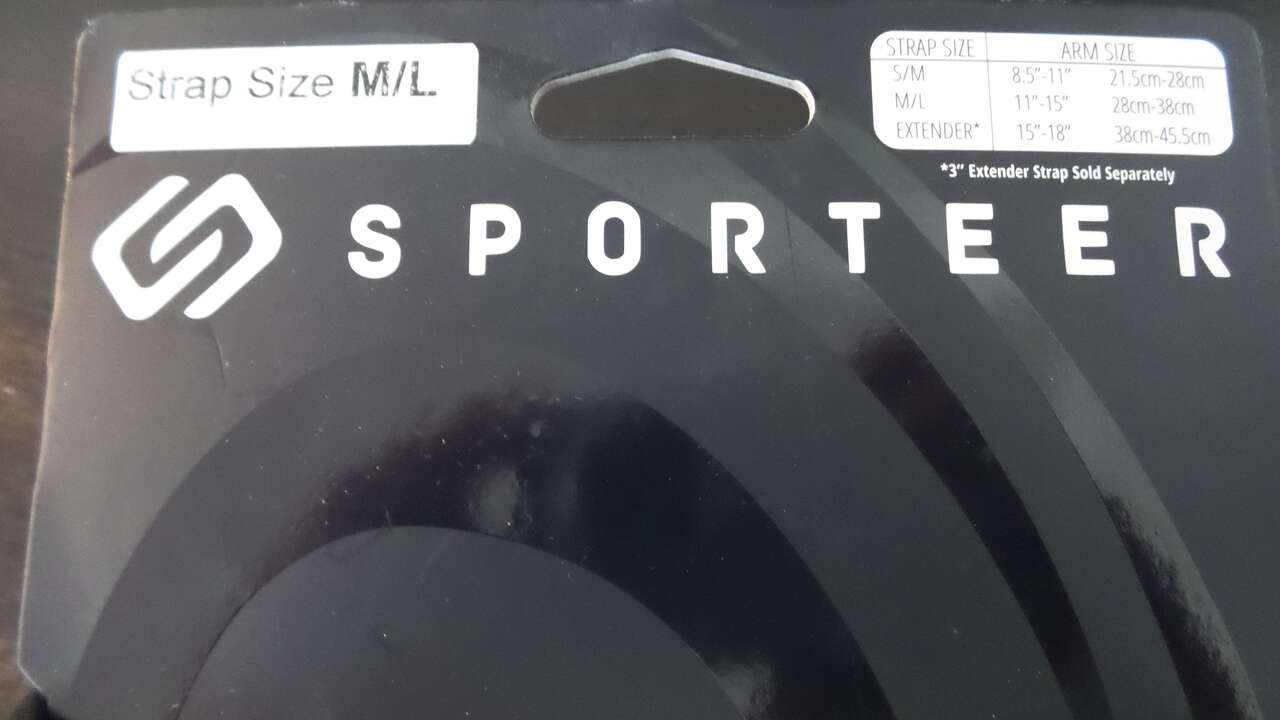 Strap Size M/L
STRAP SIZE ARM SIZE
S/M 8.5”-11” 21.5cm-28cm
M/L 11”-15” 28cm-38cm
EXTENDER* 15”-18” 38cm-45.5cm
*3” Extender Strap Sold Separately
SPORTEER